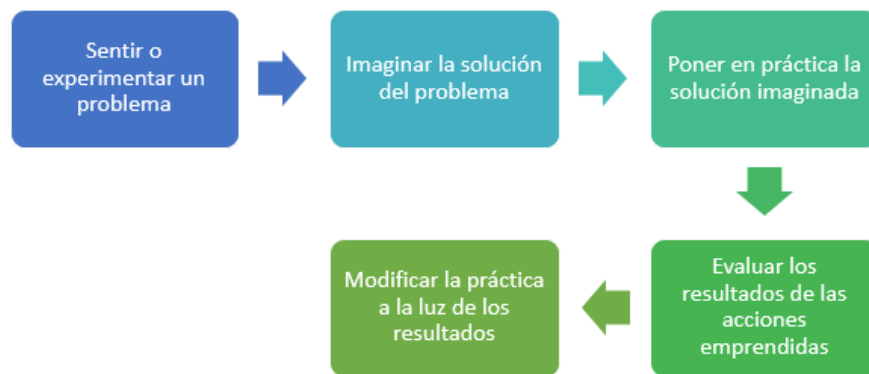 Sentir o
experimentar un
problema
Imaginar la solución
del problema
Poner en práctica la
solución imaginada
Evaluar los
resultados de las
acciones
emprendidas
Modificar la práctica
a la luz de los
resultados